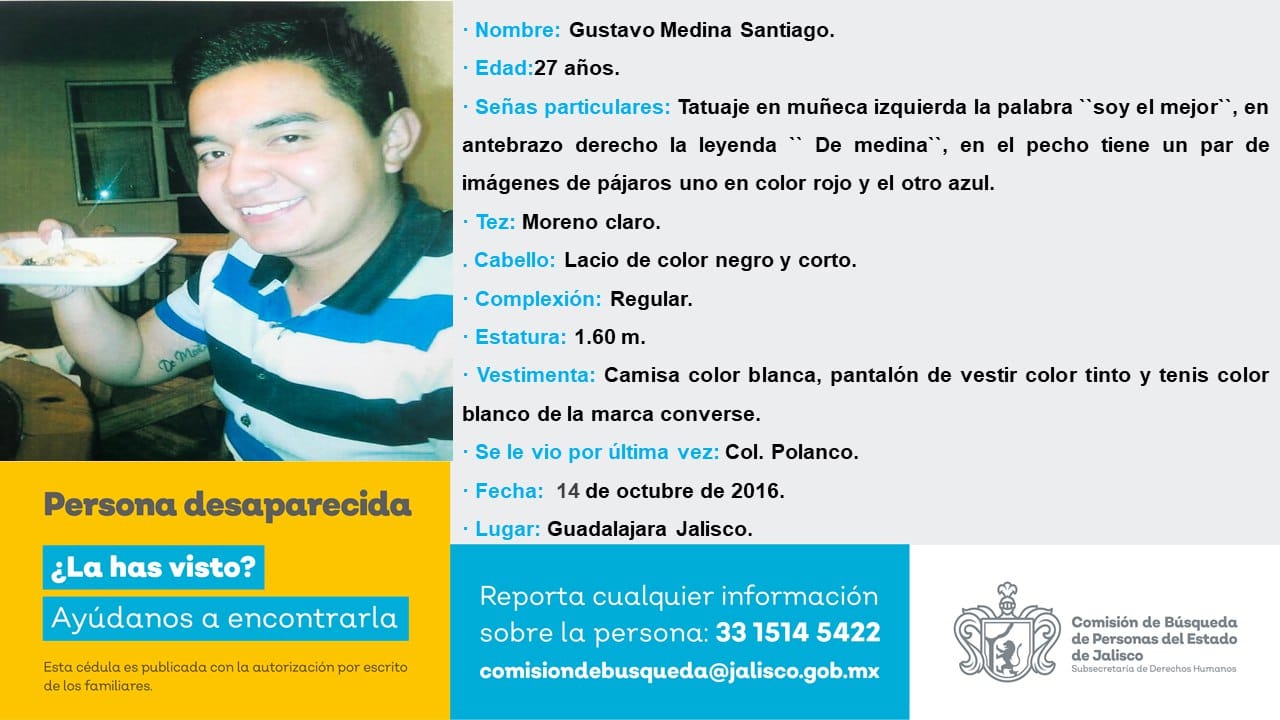 · Nombre: Gustavo Medina Santiago.
· Edad:27 años.
· Señas particulares: Tatuaje en muñeca izquierda la palabra ``soy el mejor``, en
antebrazo derecho la leyenda `` De medina``, en el pecho tiene un par de
imágenes de pájaros uno en color rojo y el otro azul.
· Tez: Moreno claro.
. Cabello: Lacio de color negro y corto.
· Complexión: Regular.
· Estatura: 1.60 m.
· Vestimenta: Camisa color blanca, pantalón de vestir color tinto y tenis color
blanco de la marca converse.
· Se le vio por última vez: Col. Polanco.
· Fecha: 14 de octubre de 2016.
· Lugar: Guadalajara Jalisco.
Persona desaparecida
¿La has visto?
Ayúdanos a encontrarla
Esta cédula es publicada con la autorización por escrito
de los familiares.
Reporta cualquier información
sobre la persona: 33 1514 5422
comisiondebusqueda@jalisco.gob.mx
Comisión de Búsqueda
de Personas del Estado
de Jalisco
Subsecretaría de Derechos Humanos